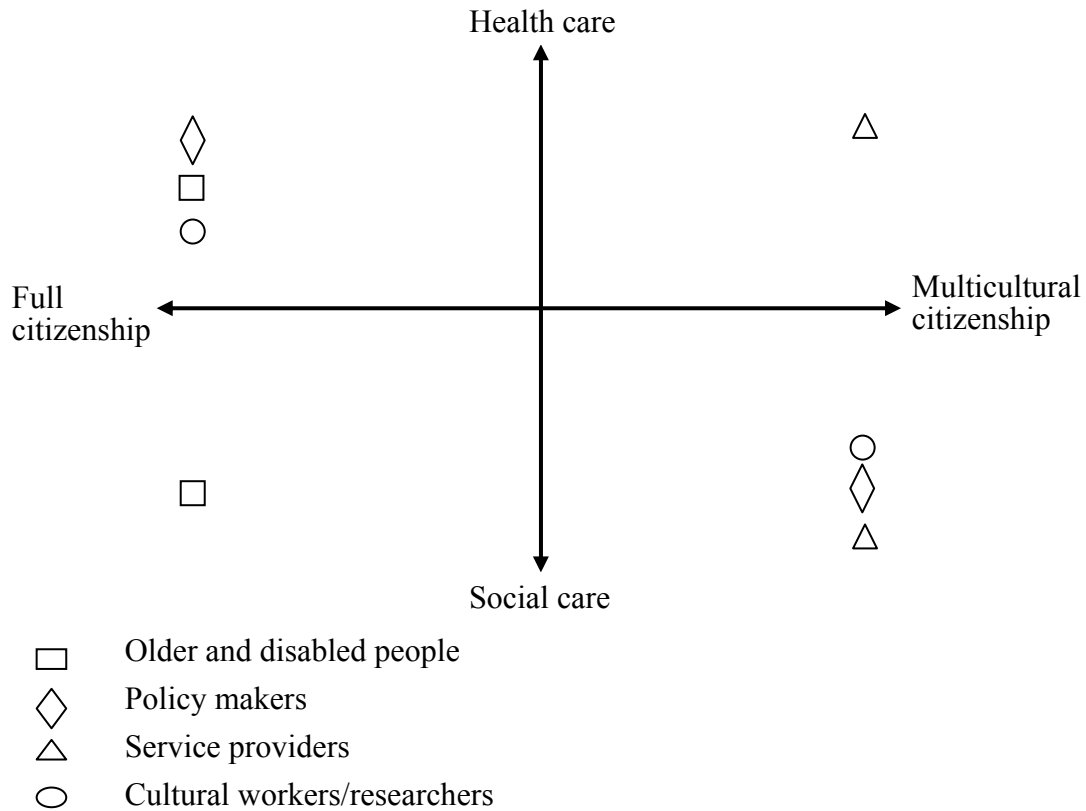 Health care
Full
citizenship
Multicultural
citizenship
Social care
Older and disabled people
Policy makers
Service providers
Cultural workers/researchers